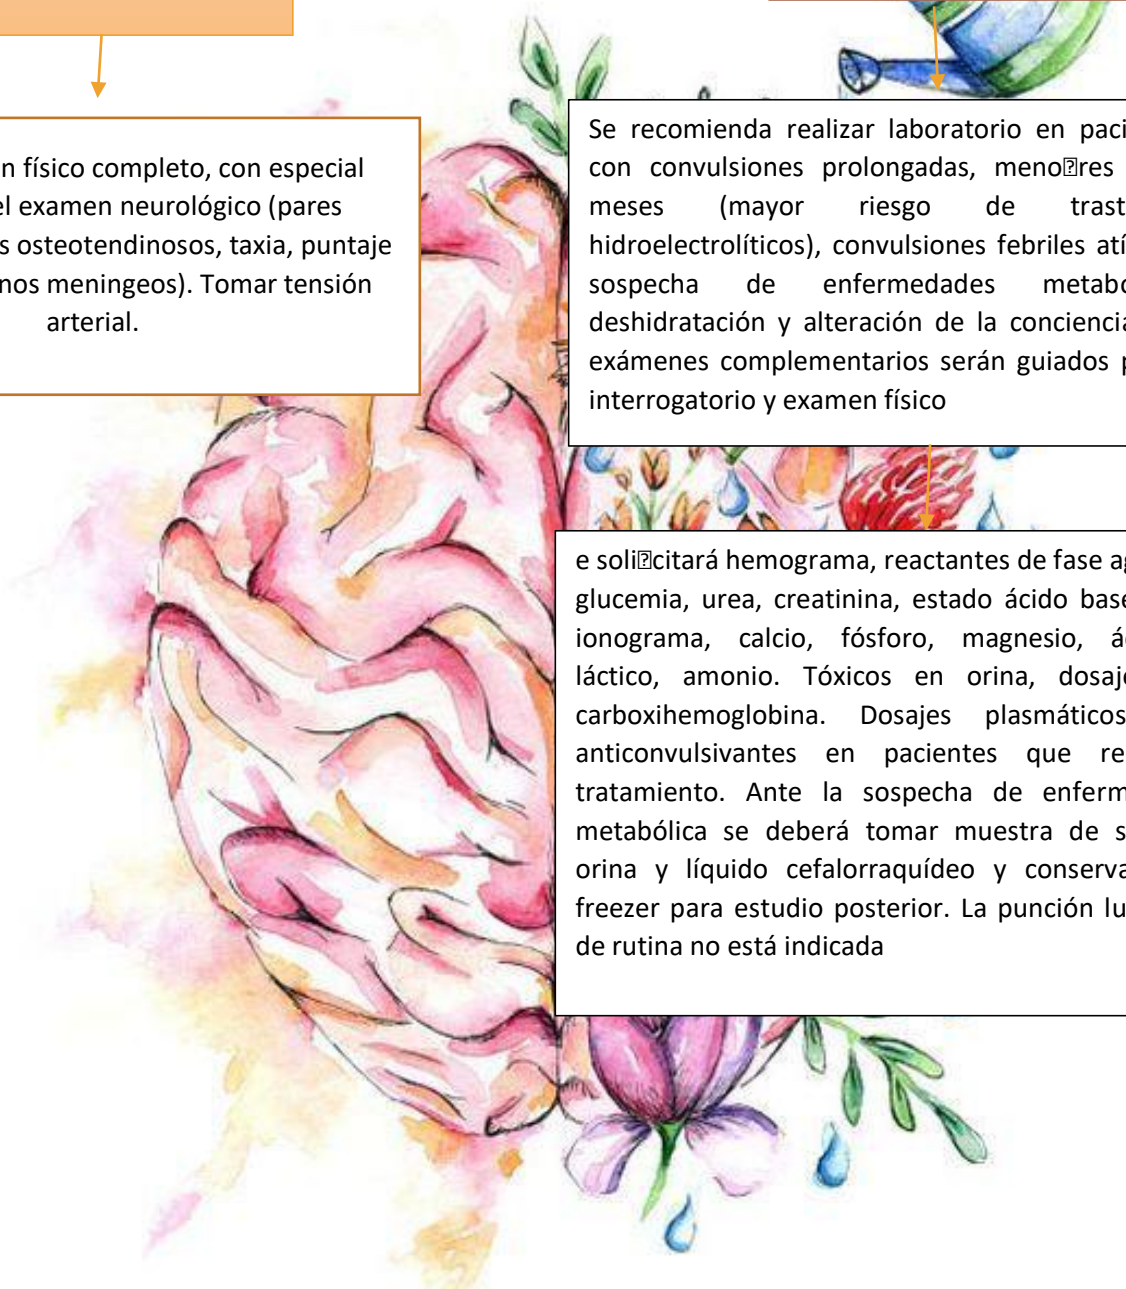 n físico completo, con especial
el examen neurológico (pares
s osteotendinosos, taxia, puntaje
nos meningeos). Tomar tensión
arterial.
Se recomienda realizar laboratorio en paci
con convulsiones prolongadas, meno⍰res
meses (mayor riesgo de trast
hidroelectrolíticos), convulsiones febriles atí
sospecha de enfermedades metabo
deshidratación y alteración de la conciencia
exámenes complementarios serán guiados p
interrogatorio y examen físico
e soli⍰citará hemograma, reactantes de fase ag
glucemia, urea, creatinina, estado ácido base
ionograma, calcio, fósforo, magnesio, ác
láctico, amonio. Tóxicos en orina, dosaje
carboxihemoglobina. Dosajes plasmáticos
anticonvulsivantes en pacientes que re
tratamiento. Ante la sospecha de enferm
metabólica se deberá tomar muestra de s
orina y líquido cefalorraquídeo y conserva
freezer para estudio posterior. La punción lu
de rutina no está indicada